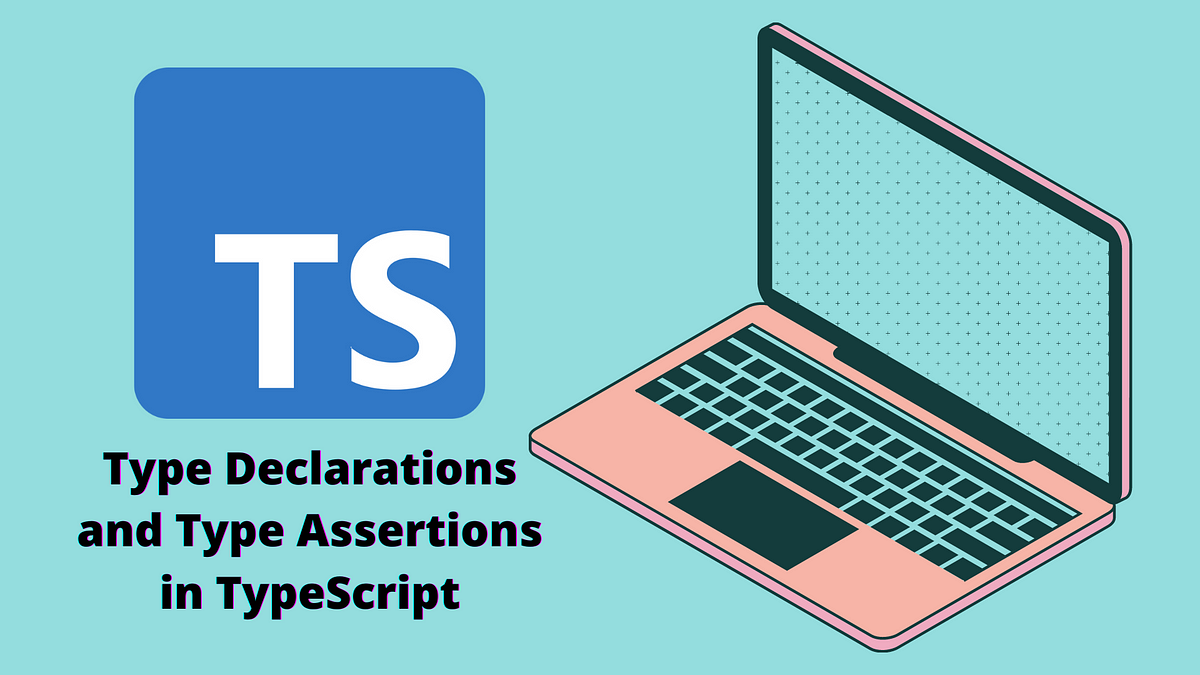 TS
Type Declarations
and Type Assertions
in TypeScript